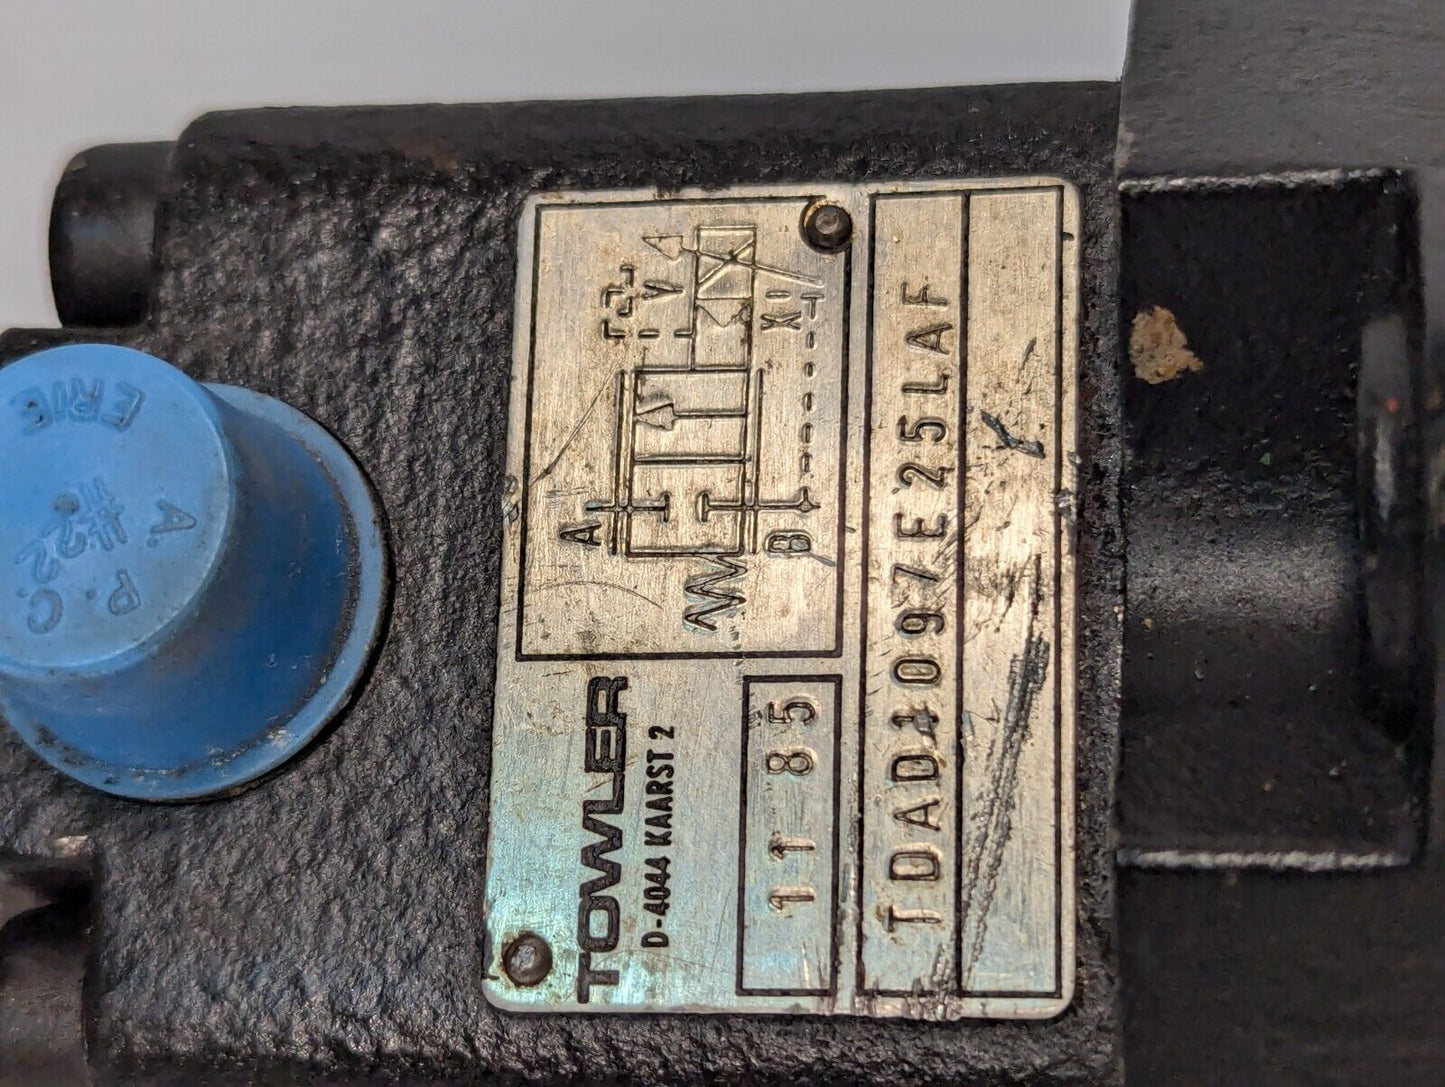 TOWLER
D-4044 KAARST 2
11 85
TDAD1097E25LAF
A
B
V
X
ERIE
A. P.C.
#22